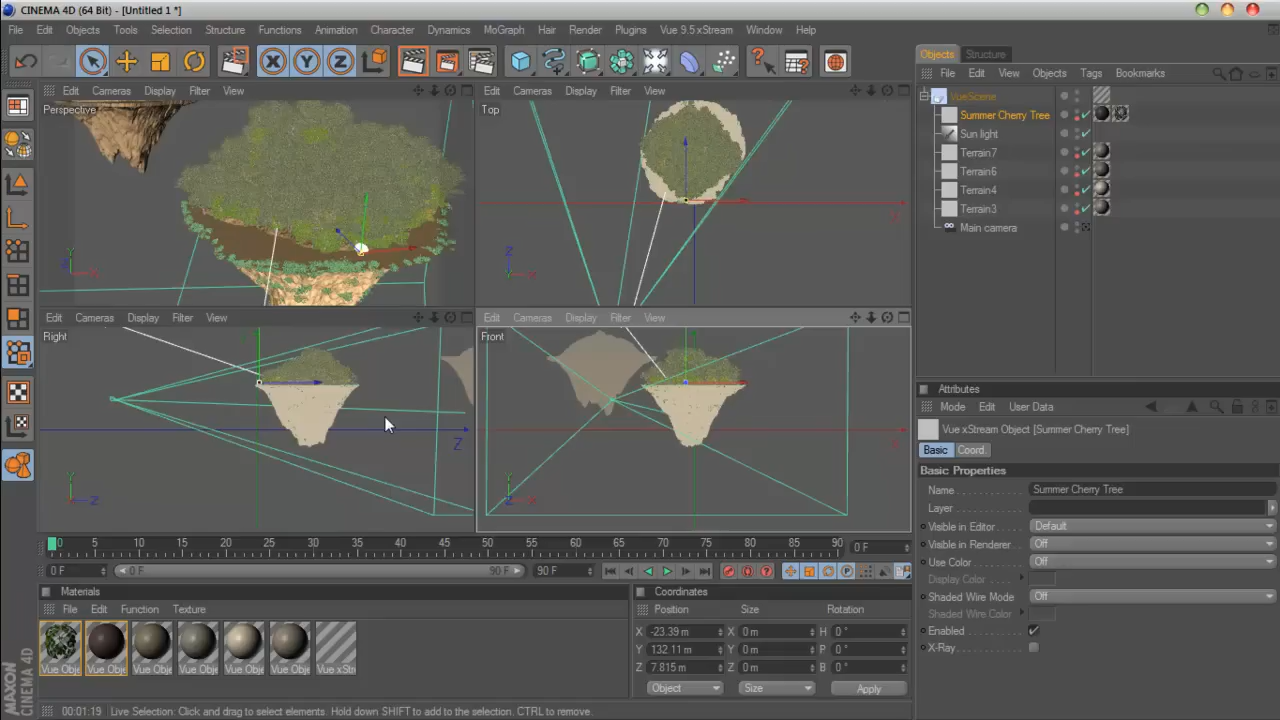 CINEMA 4D (64 Bit) - [Untitled 1 *]
File Edit Objects Tools Selection Structure Functions Animation Character Dynamics MoGraph Hair Render Plugins Vue 9.5 xStream Window Help
X Y Z
Edit Cameras Display Filter View
Perspective
Edit Cameras Display Filter View
Top
Edit Cameras Display Filter View
Right
Edit Cameras Display Filter View
Front
0 5 10 15 20 25 30 35 40 45 50 55 60 65 70 75 80 85 90 0 F
0 F 0 F 90 F 90 F
Materials
File Edit Function Texture
Vue Obj Vue Obj Vue Obj Vue Obj Vue Obj Vue Obj Vue xStr
Coordinates
Position Size Rotation
X -23.39 m X 0 m H 0 °
Y 132.11 m Y 0 m P 0 °
Z 7.815 m Z 0 m B 0 °
Object Size Apply
MAXON
CINEMA 4D
00:01:19 Live Selection: Click and drag to select elements. Hold down SHIFT to add to the selection. CTRL to remove.
Objects Structure
File Edit View Objects Tags Bookmarks
VueScene
Summer Cherry Tree
Sun light
Terrain7
Terrain6
Terrain4
Terrain3
Main camera
Attributes
Mode Edit User Data
Vue xStream Object [Summer Cherry Tree]
Basic Coord.
Basic Properties
Name Summer Cherry Tree
Layer
Visible in Editor Default
Visible in Renderer Off
Use Color Off
Display Color
Shaded Wire Mode Off
Shaded Wire Color
Enabled
X-Ray